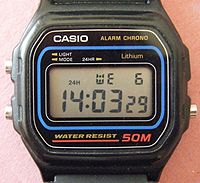 CASIO ALARM CHRONO
LIGHT
MODE 24HR Lithium
24H WE 6
14:03 29
WATER RESIST 50M